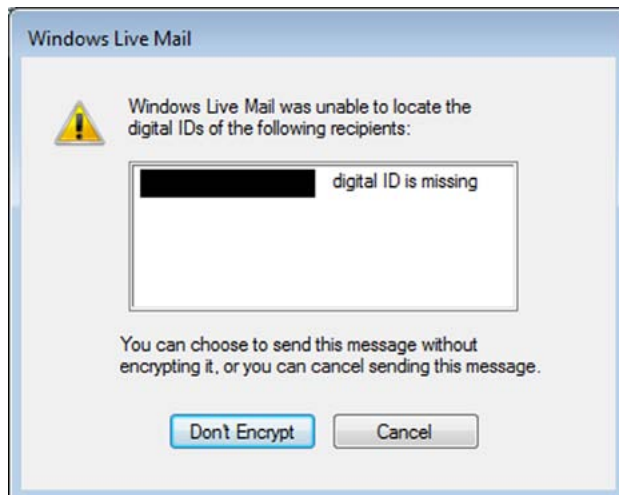 Windows Live Mail
Windows Live Mail was unable to locate the
digital IDs of the following recipients:
digital ID is missing
You can choose to send this message without
encrypting it, or you can cancel sending this message.
Don't Encrypt
Cancel